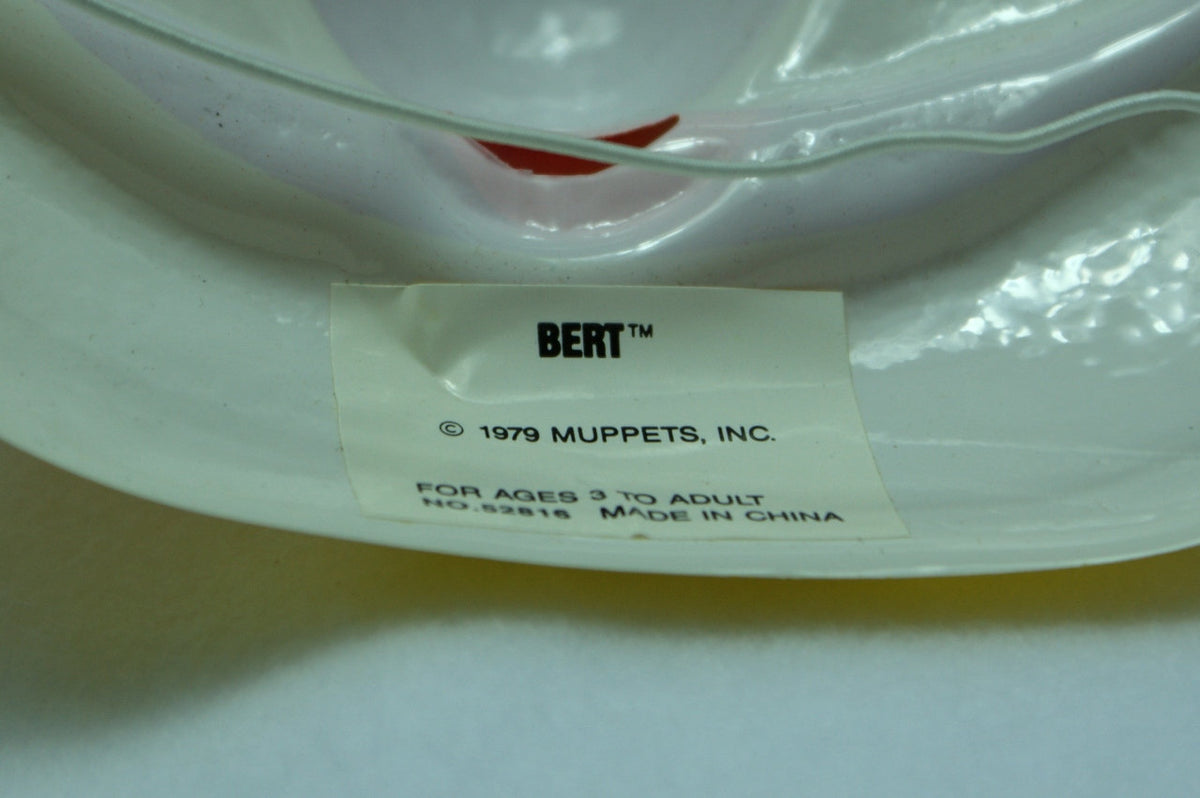 BERT™
© 1979 MUPPETS, INC.
FOR AGES 3 TO ADULT
NO.52816 MADE IN CHINA